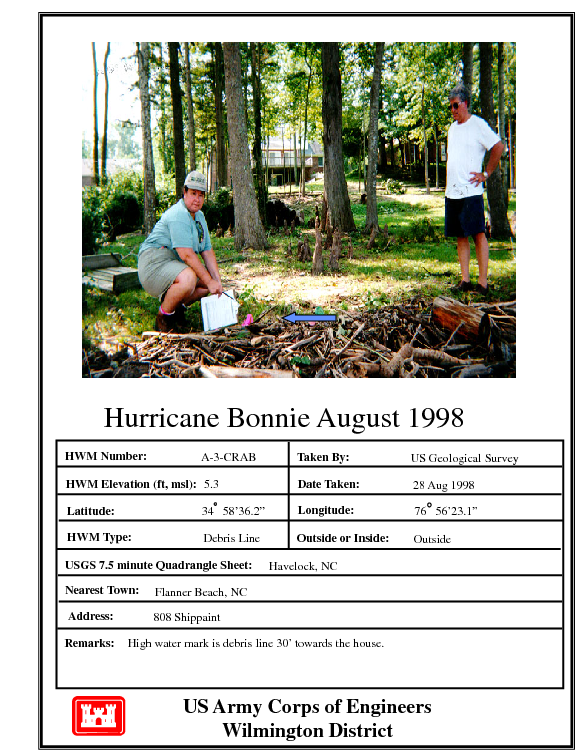 Hurricane Bonnie August 1998
HWM Number: A-3-CRAB Taken By: US Geological Survey
HWM Elevation (ft, msl): 5.3 Date Taken: 28 Aug 1998
Latitude: 34° 58'36.2" Longitude: 76° 56'23.1"
HWM Type: Debris Line Outside or Inside: Outside
USGS 7.5 minute Quadrangle Sheet: Havelock, NC
Nearest Town: Flanner Beach, NC
Address: 808 Shippaint
Remarks: High water mark is debris line 30' towards the house.
US Army Corps of Engineers
Wilmington District